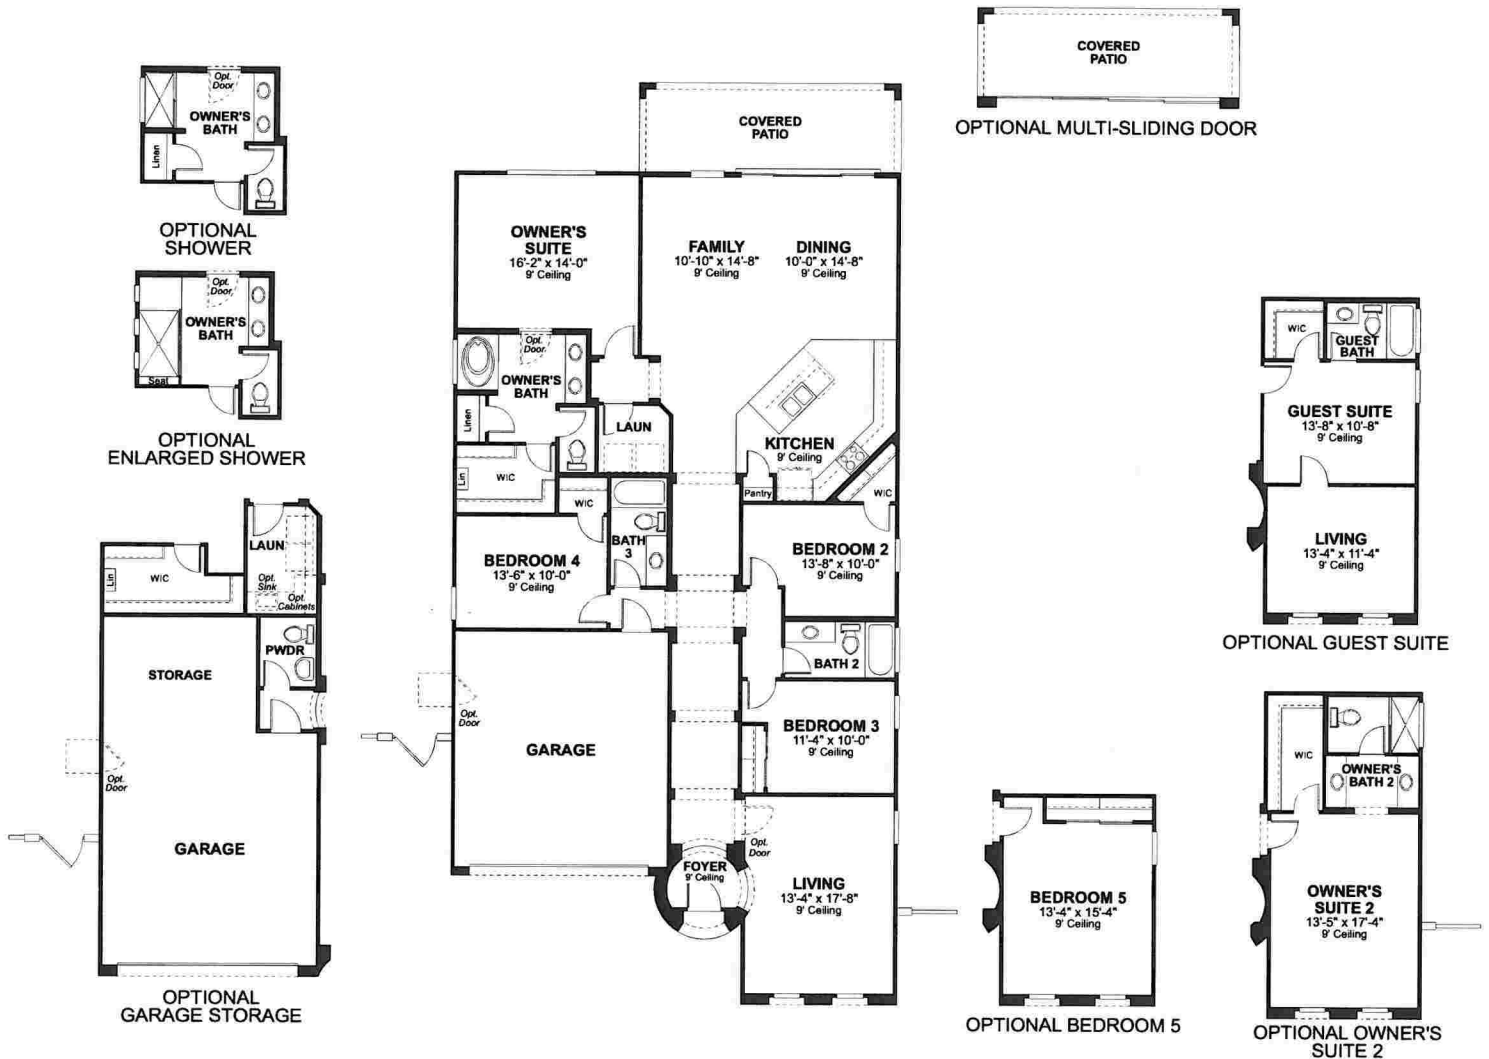 COVERED
PATIO
OPTIONAL MULTI-SLIDING DOOR
Opt.
Door
OWNER'S
BATH
Linen
OPTIONAL
SHOWER
Opt.
Door
OWNER'S
BATH
Seat
OPTIONAL
ENLARGED SHOWER
LAUN
Lin
WIC
Opt.
Sink
Opt.
Cabinets
PWDR
STORAGE
Opt.
Door
GARAGE
OPTIONAL
GARAGE STORAGE
COVERED
PATIO
OWNER'S
SUITE
16'-2" x 14'-0"
9' Ceiling
FAMILY
10'-10" x 14'-8"
9' Ceiling
DINING
10'-0" x 14'-8"
9' Ceiling
Opt.
Door
OWNER'S
BATH
Linen
LAUN
KITCHEN
9' Ceiling
Lin
WIC
Pantry
WIC
WIC
BATH
3
BEDROOM 4
13'-6" x 10'-0"
9' Ceiling
BEDROOM 2
13'-8" x 10'-0"
9' Ceiling
BATH 2
Opt.
Door
BEDROOM 3
11'-4" x 10'-0"
9' Ceiling
GARAGE
Opt.
Door
FOYER
9' Ceiling
LIVING
13'-4" x 17'-8"
9' Ceiling
BEDROOM 5
13'-4" x 15'-4"
9' Ceiling
OPTIONAL BEDROOM 5
WIC
GUEST
BATH
GUEST SUITE
13'-8" x 10'-8"
9' Ceiling
LIVING
13'-4" x 11'-4"
9' Ceiling
OPTIONAL GUEST SUITE
WIC
OWNER'S
BATH 2
OWNER'S
SUITE 2
13'-5" x 17'-4"
9' Ceiling
OPTIONAL OWNER'S
SUITE 2